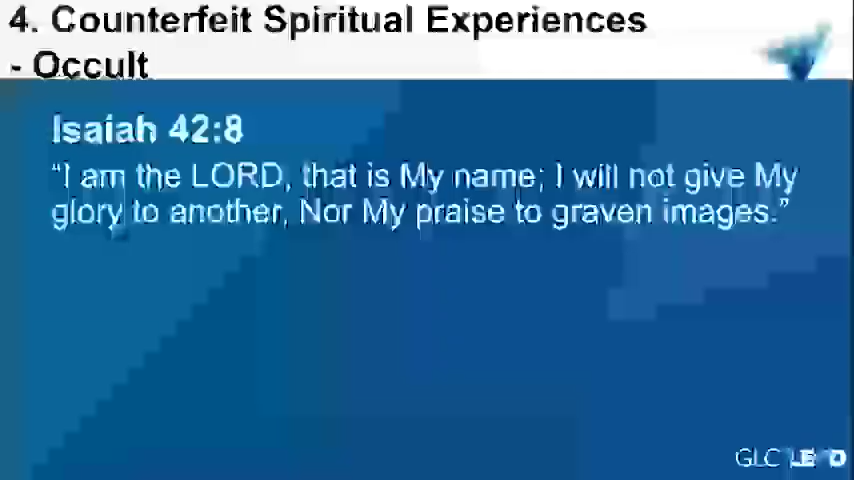 4. Counterfeit Spiritual Experiences
- Occult
Isaiah 42:8
“I am the LORD, that is My name; I will not give My
glory to another, Nor My praise to graven images.”
GLC